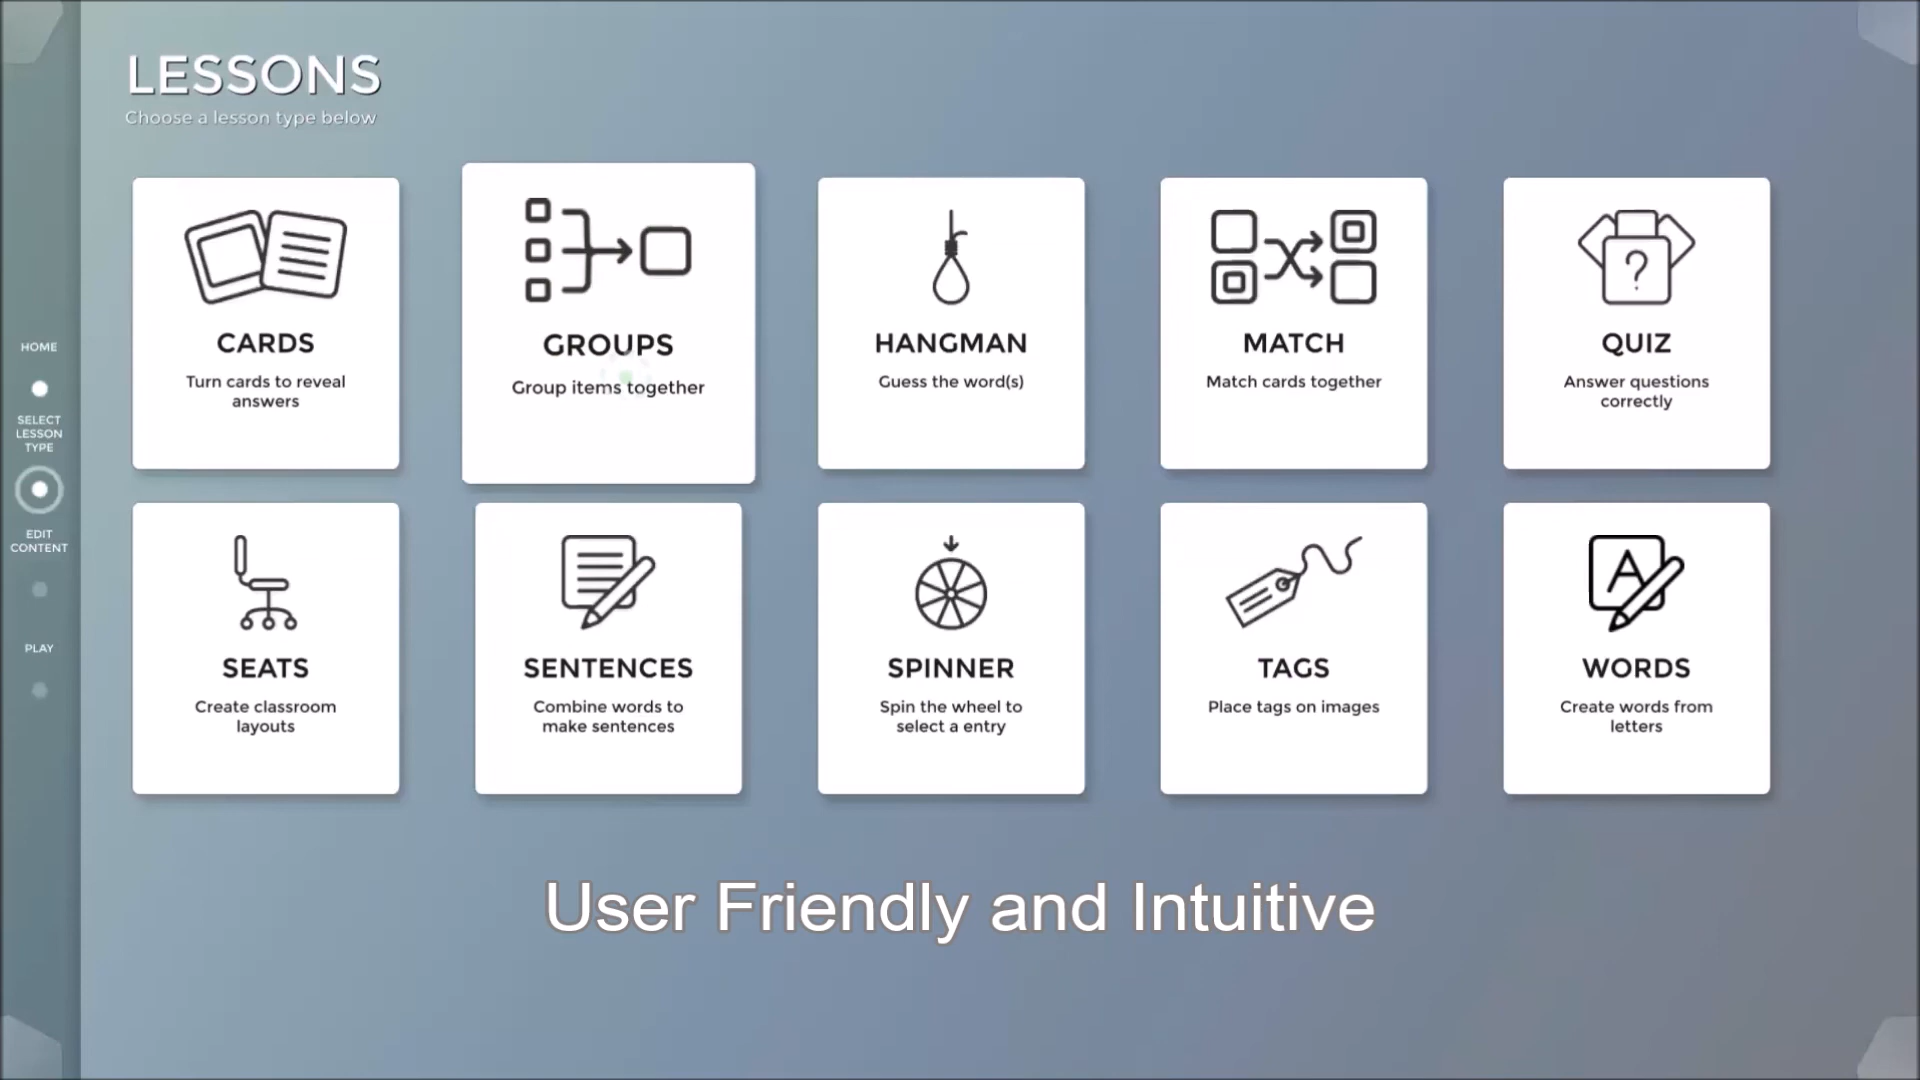 LESSONS
Choose a lesson type below
CARDS
Turn cards to reveal
answers
GROUPS
Group items together
HANGMAN
Guess the word(s)
MATCH
Match cards together
?
QUIZ
Answer questions
correctly
HOME
SELECT
LESSON
TYPE
EDIT
CONTENT
PLAY
SEATS
Create classroom
layouts
SENTENCES
Combine words to
make sentences
SPINNER
Spin the wheel to
select a entry
TAGS
Place tags on images
A
WORDS
Create words from
letters
User Friendly and Intuitive